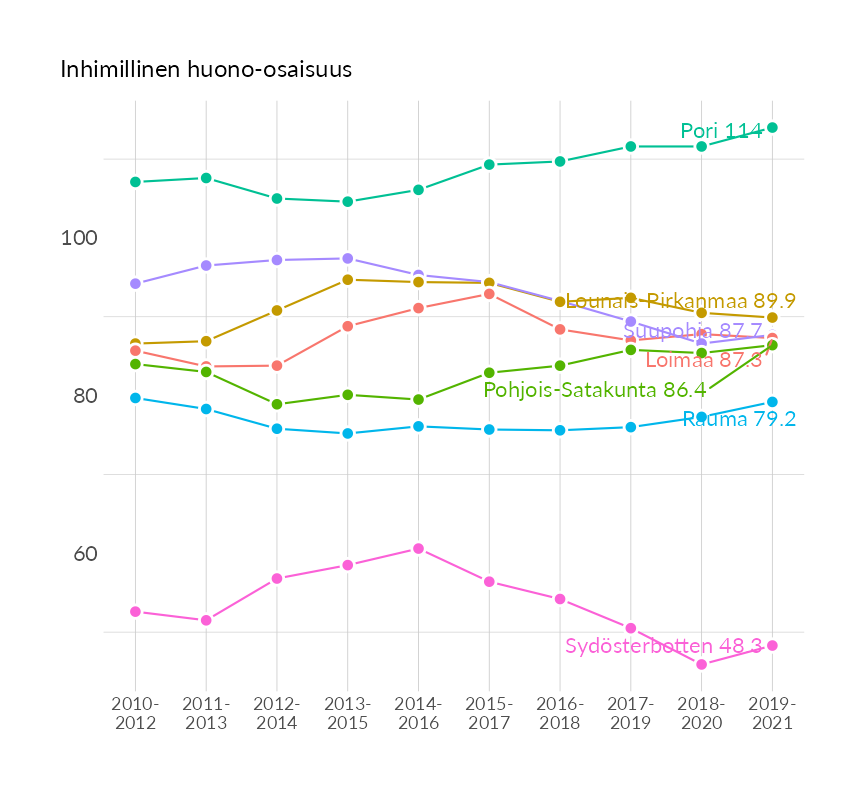 Inhimillinen huono-osaisuus
Pori 114
100
Lounais-Pirkanmaa 89.9
Suupohja 87.7
Loimaa 87.3
Pohjois-Satakunta 86.4
80
Rauma 79.2
60
Sydösterbotten 48.3
2010- 2011- 2012- 2013- 2014- 2015- 2016- 2017- 2018- 2019-
2012 2013 2014 2015 2016 2017 2018 2019 2020 2021